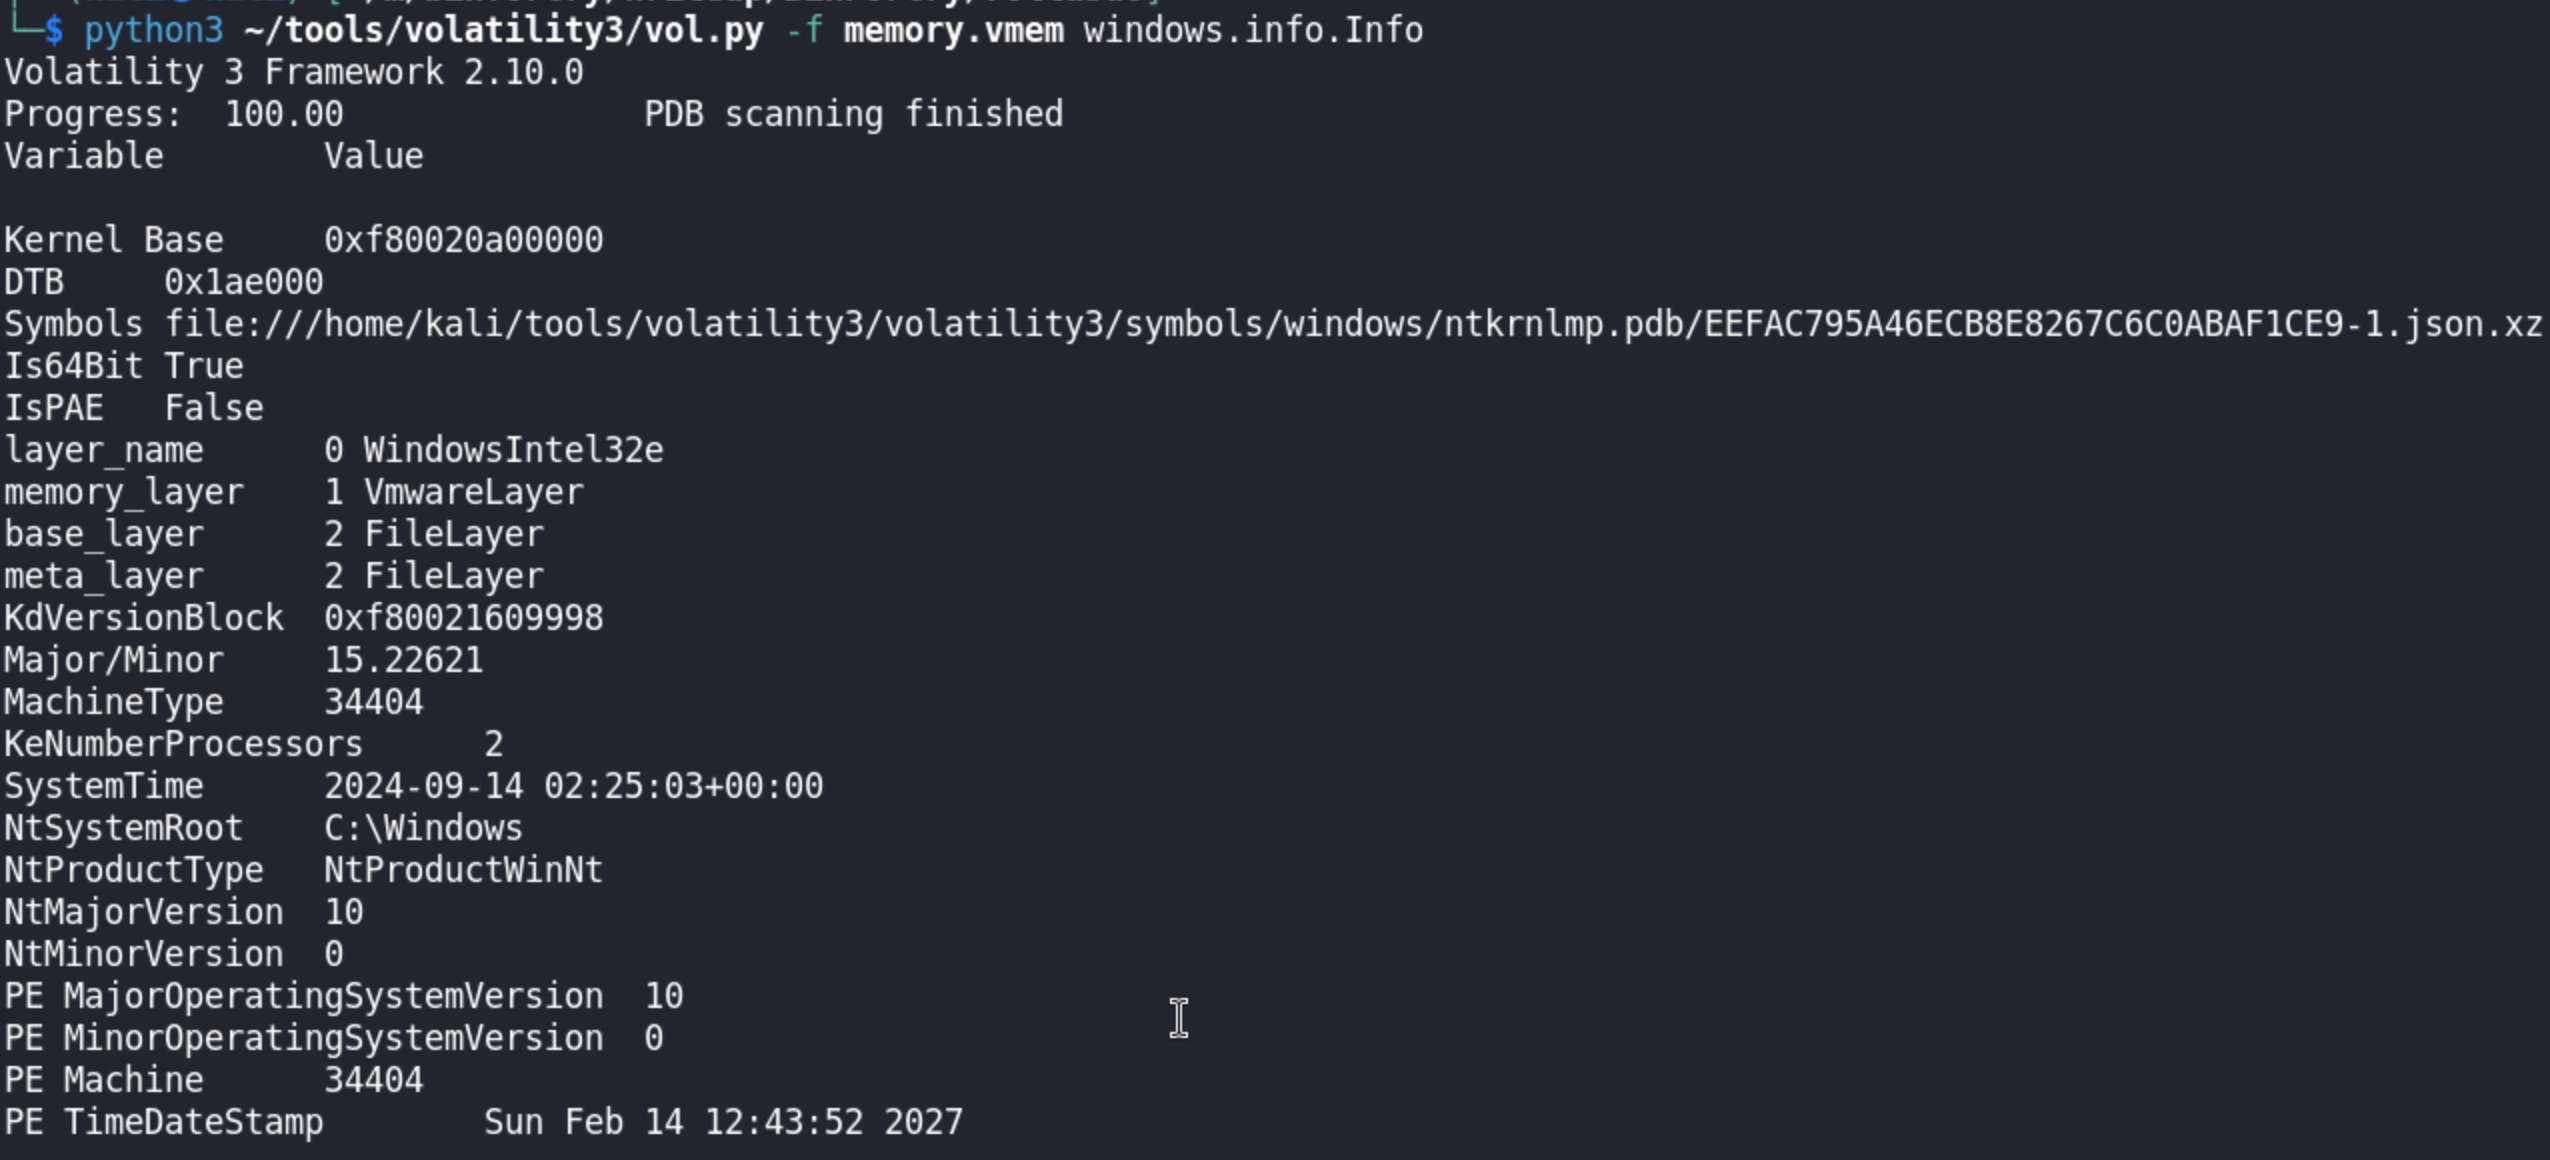 └─$ python3 ~/tools/volatility3/vol.py -f memory.vmem windows.info.Info
Volatility 3 Framework 2.10.0
Progress:  100.00               PDB scanning finished
Variable        Value

Kernel Base     0xf80020a00000
DTB     0x1ae000
Symbols file:///home/kali/tools/volatility3/volatility3/symbols/windows/ntkrnlmp.pdb/EEFAC795A46ECB8E8267C6C0ABAF1CE9-1.json.xz
Is64Bit True
IsPAE   False
layer_name      0 WindowsIntel32e
memory_layer    1 VmwareLayer
base_layer      2 FileLayer
meta_layer      2 FileLayer
KdVersionBlock  0xf80021609998
Major/Minor     15.22621
MachineType     34404
KeNumberProcessors      2
SystemTime      2024-09-14 02:25:03+00:00
NtSystemRoot    C:\Windows
NtProductType   NtProductWinNt
NtMajorVersion  10
NtMinorVersion  0
PE MajorOperatingSystemVersion  10
PE MinorOperatingSystemVersion  0
PE Machine      34404
PE TimeDateStamp        Sun Feb 14 12:43:52 2027